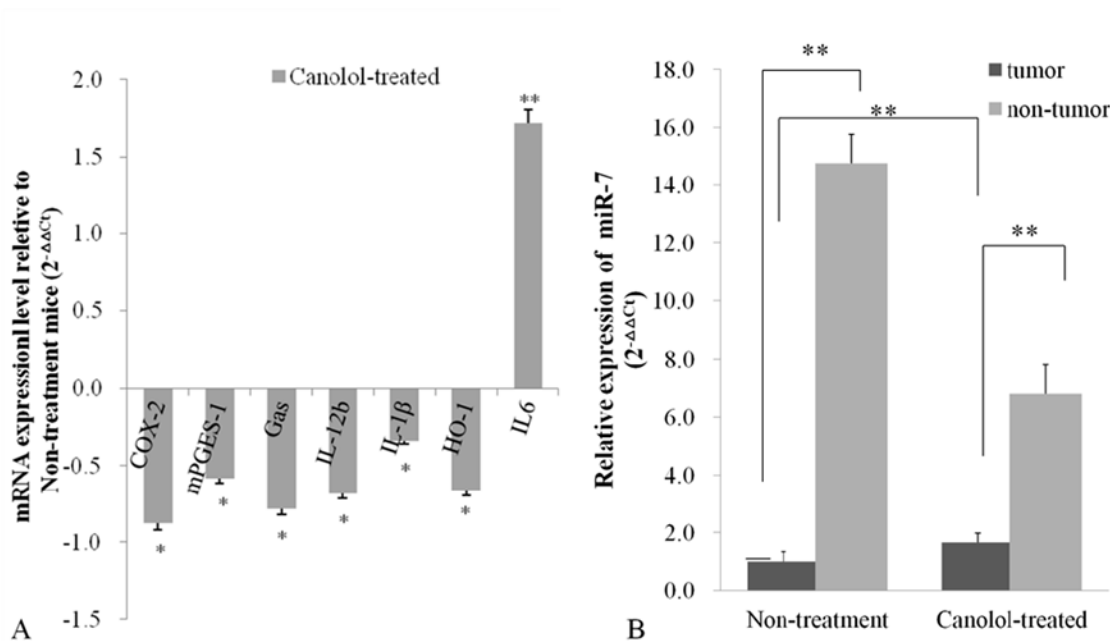 mRNA expressionl level reletive to
Non-treatment mice (2-ΔΔCt)
2.0
1.5
1.0
0.5
0.0
-0.5
-1.0
-1.5
Canolol-treated
**
COX-2
mPGES-1
Gas
IL-12b
IL-1β
HO-1
IL6
*
*
*
*
*
*
A
Relative expression of miR-7
(2-ΔΔCt)
18.0
16.0
14.0
12.0
10.0
8.0
6.0
4.0
2.0
0.0
**
**
**
tumor
non-tumor
Non-treatment
Canolol-treated
B